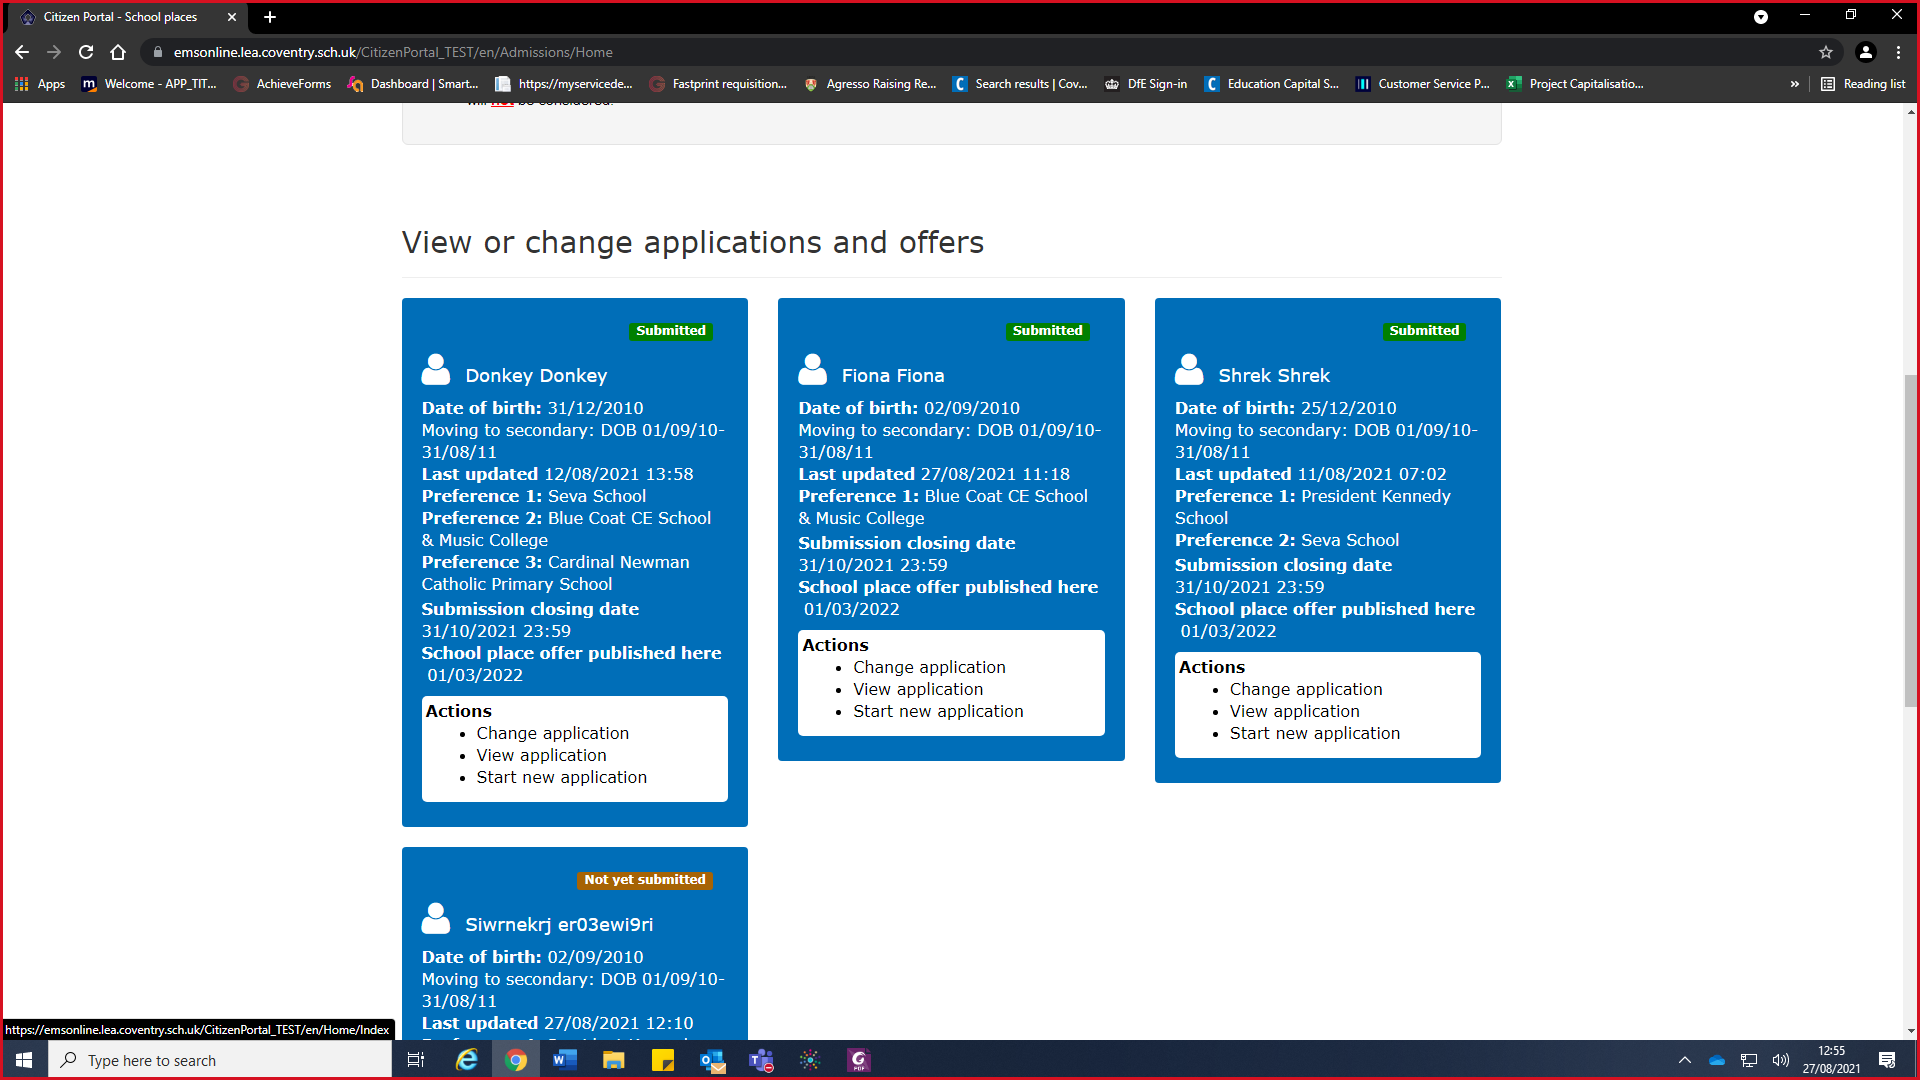 Citizen Portal - School places
emsonline.lea.coventry.sch.uk/CitizenPortal_TEST/en/Admissions/Home
Apps
Welcome - APP_TIT...
AchieveForms
Dashboard | Smart...
https://myservicede...
Fastprint requisition...
Agresso Raising Re...
Search results | Cov...
DfE Sign-in
Education Capital S...
Customer Service P...
Project Capitalisatio...
»
Reading list
will not be considered.
View or change applications and offers
Submitted
Donkey Donkey
Date of birth: 31/12/2010
Moving to secondary: DOB 01/09/10-
31/08/11
Last updated 12/08/2021 13:58
Preference 1: Seva School
Preference 2: Blue Coat CE School
& Music College
Preference 3: Cardinal Newman
Catholic Primary School
Submission closing date
31/10/2021 23:59
School place offer published here
01/03/2022
Actions
• Change application
• View application
• Start new application
Submitted
Fiona Fiona
Date of birth: 02/09/2010
Moving to secondary: DOB 01/09/10-
31/08/11
Last updated 27/08/2021 11:18
Preference 1: Blue Coat CE School
& Music College
Submission closing date
31/10/2021 23:59
School place offer published here
01/03/2022
Actions
• Change application
• View application
• Start new application
Submitted
Shrek Shrek
Date of birth: 25/12/2010
Moving to secondary: DOB 01/09/10-
31/08/11
Last updated 11/08/2021 07:02
Preference 1: President Kennedy
School
Preference 2: Seva School
Submission closing date
31/10/2021 23:59
School place offer published here
01/03/2022
Actions
• Change application
• View application
• Start new application
Not yet submitted
Siwrnekrj er03ewi9ri
Date of birth: 02/09/2010
Moving to secondary: DOB 01/09/10-
31/08/11
Last updated 27/08/2021 12:10
https://emsonline.lea.coventry.sch.uk/CitizenPortal_TEST/en/Home/Index
Type here to search
12:55
27/08/2021